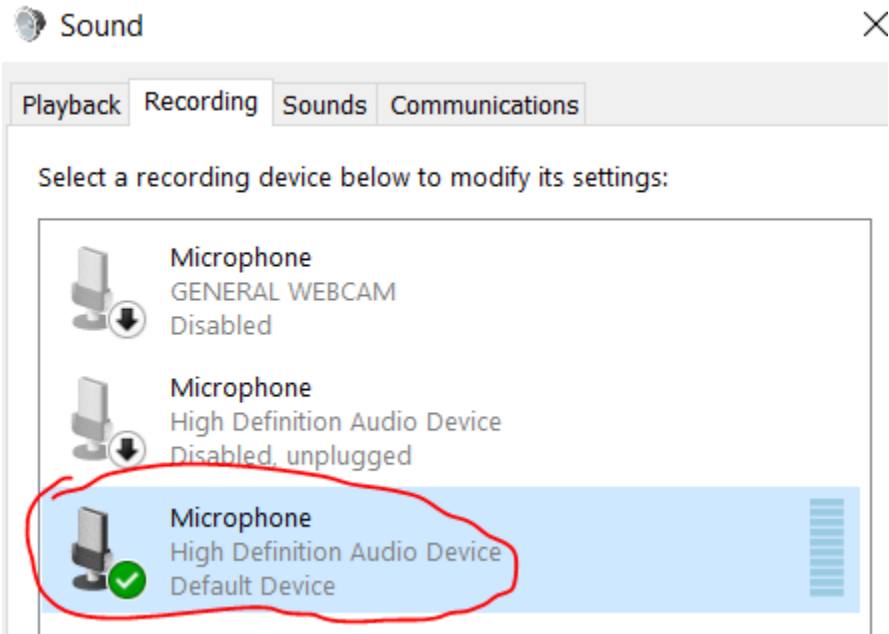 Sound
Playback Recording Sounds Communications
Select a recording device below to modify its settings:
Microphone
GENERAL WEBCAM
Disabled
Microphone
High Definition Audio Device
Disabled, unplugged
Microphone
High Definition Audio Device
Default Device